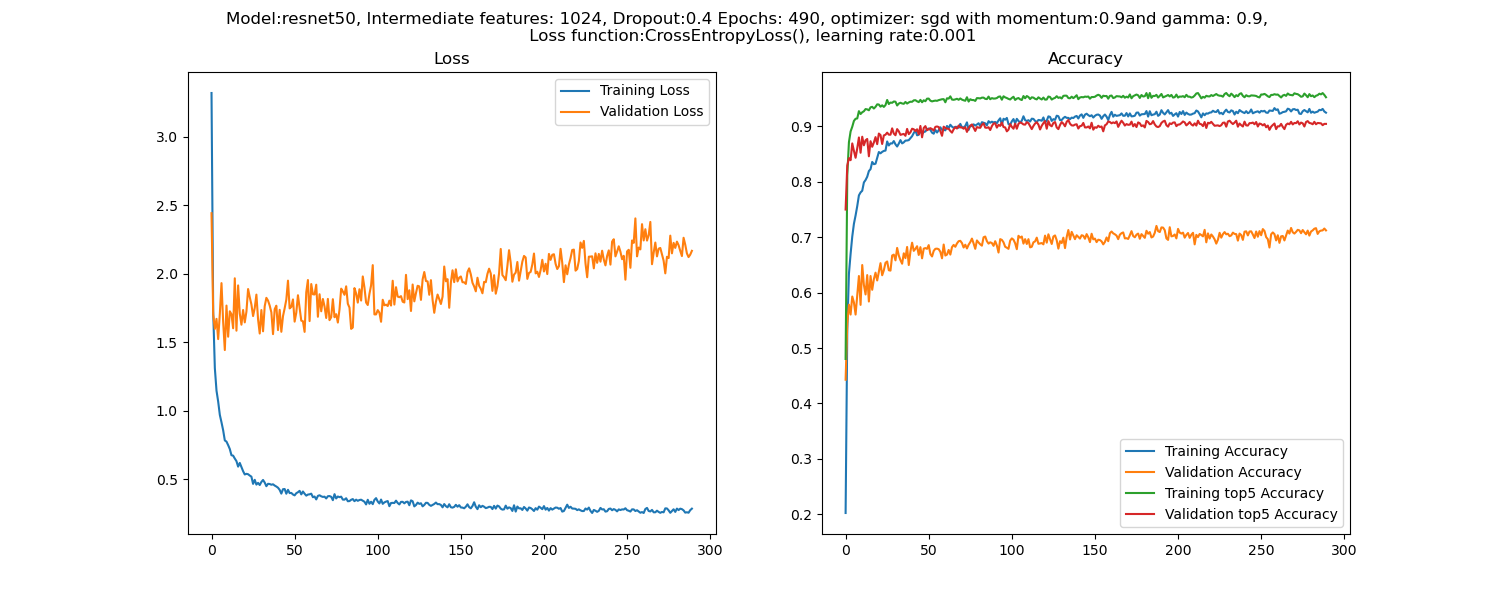 Model:resnet50, Intermediate features: 1024, Dropout:0.4 Epochs: 490, optimizer: sgd with momentum:0.9and gamma: 0.9,
Loss function:CrossEntropyLoss(), learning rate:0.001
Loss
Training Loss
Validation Loss
3.0
2.5
2.0
1.5
1.0
0.5
0 50 100 150 200 250 300
Accuracy
0.9
0.8
0.7
0.6
0.5
0.4
0.3
0.2
Training Accuracy
Validation Accuracy
Training top5 Accuracy
Validation top5 Accuracy
0 50 100 150 200 250 300